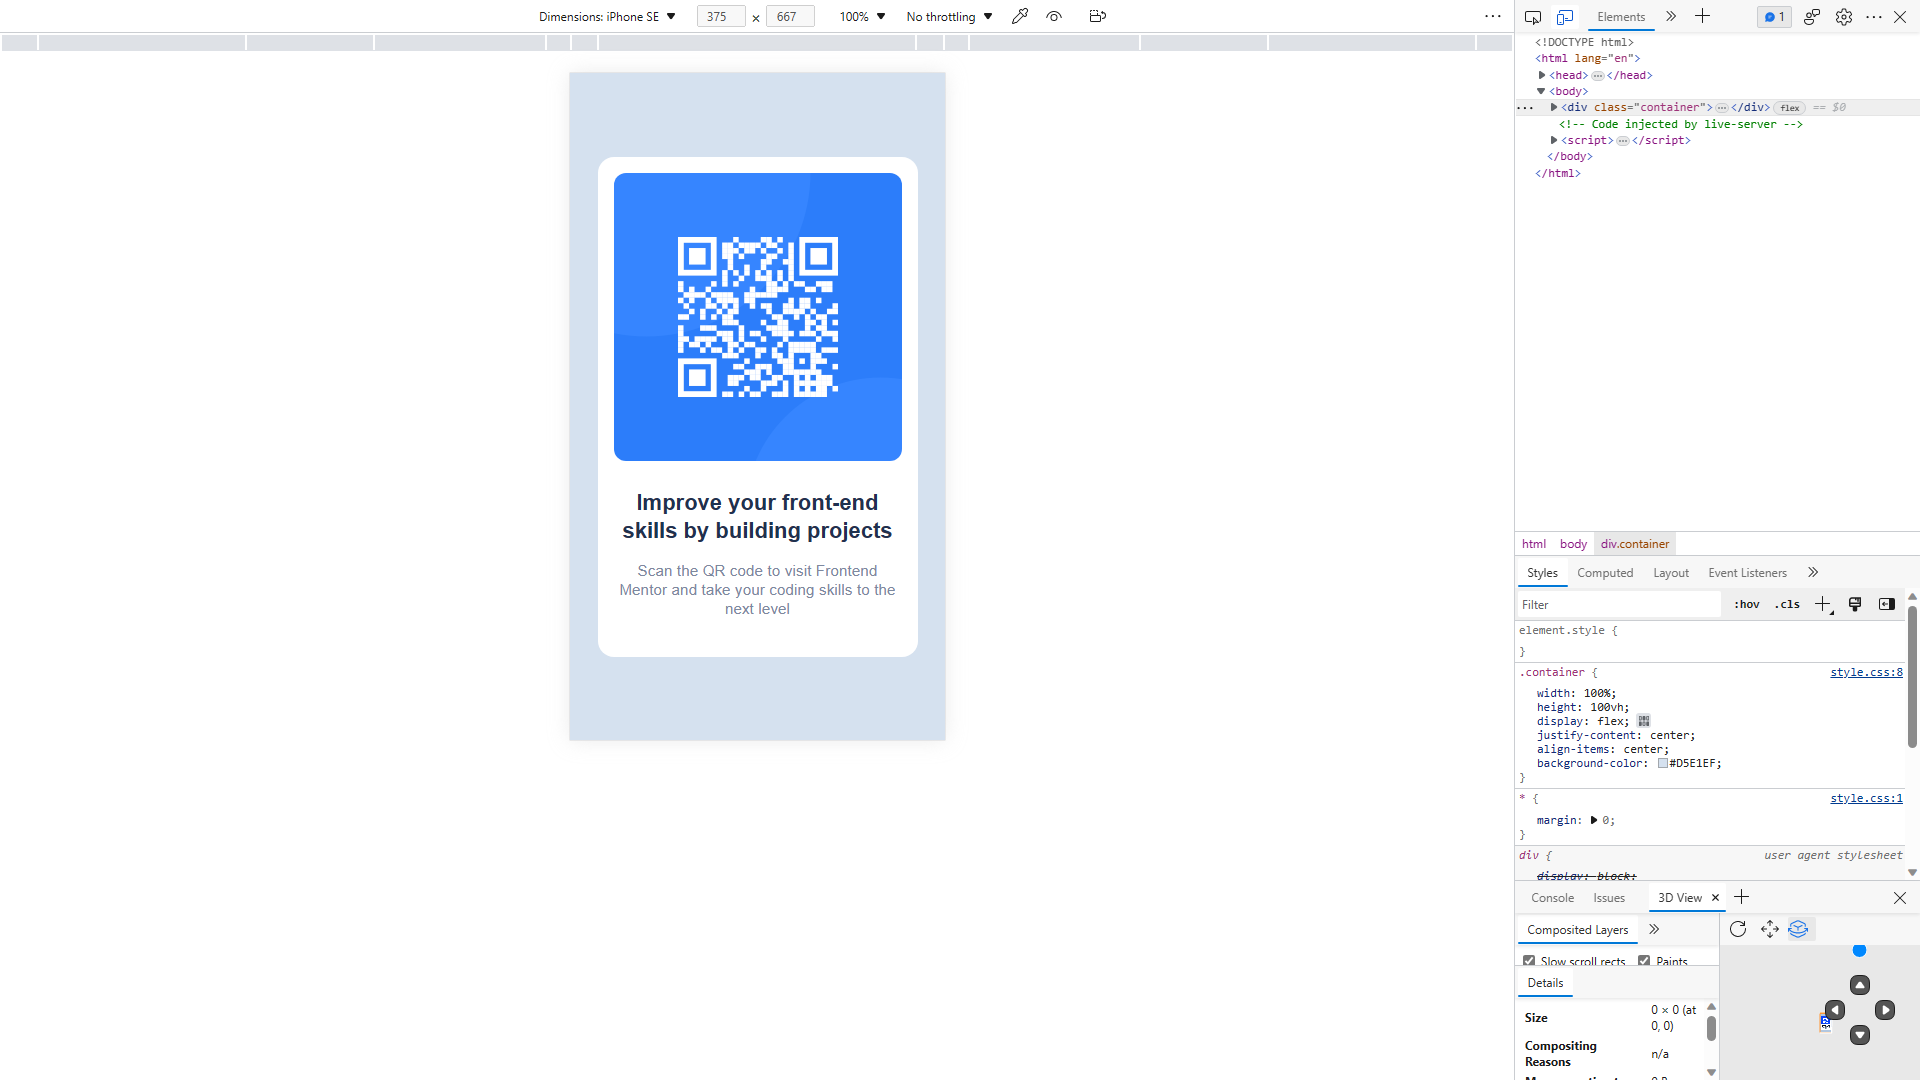 Dimensions: iPhone SE 375 × 667 100% No throttling
Elements 1
<!DOCTYPE html>
<html lang="en">
<head>…</head>
<body>
<div class="container">…</div> flex == $0
<!-- Code injected by live-server -->
<script>…</script>
</body>
</html>
Improve your front-end
skills by building projects
Scan the QR code to visit Frontend
Mentor and take your coding skills to the
next level
html body div.container
Styles Computed Layout Event Listeners
Filter :hov .cls
element.style {
}
.container { style.css:8
width: 100%;
height: 100vh;
display: flex;
justify-content: center;
align-items: center;
background-color: #D5E1EF;
}
* { style.css:1
margin: 0;
}
div { user agent stylesheet
display: block;
Console Issues 3D View
Composited Layers
Slow scroll rects Paints
Details
Size 0 × 0 (at
0, 0)
Compositing
Reasons n/a